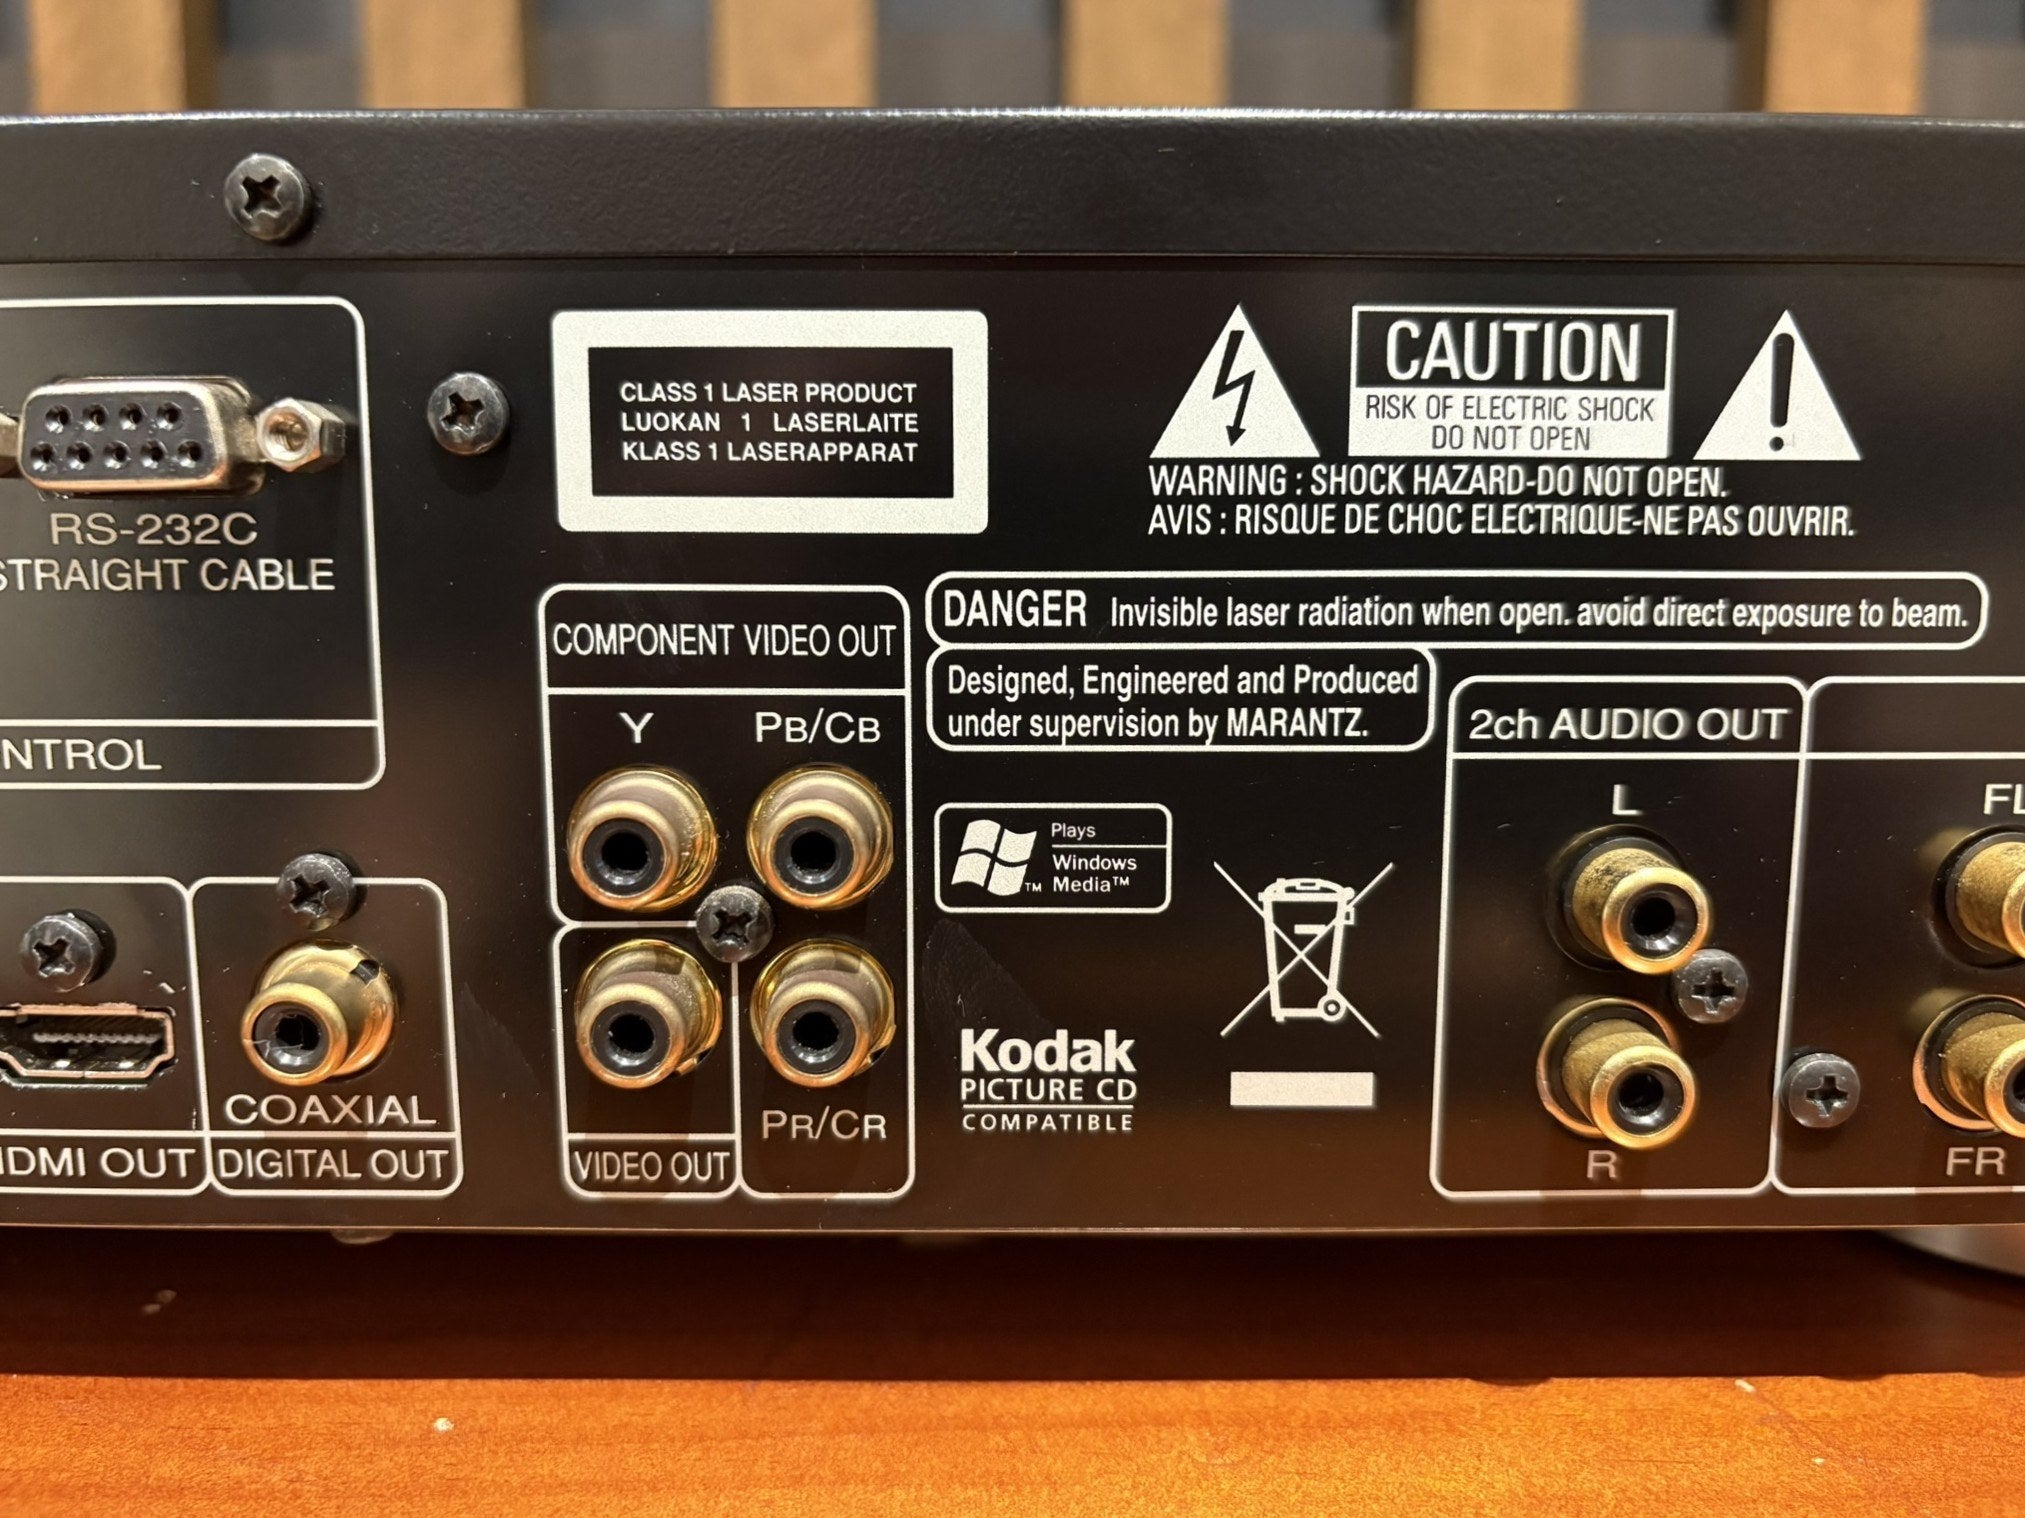 RS-232C
STRAIGHT CABLE
CLASS 1 LASER PRODUCT
LUOKAN 1 LASERLAITE
KLASS 1 LASERAPPARAT
CAUTION
RISK OF ELECTRIC SHOCK
DO NOT OPEN
WARNING : SHOCK HAZARD-DO NOT OPEN.
AVIS : RISQUE DE CHOC ELECTRIQUE-NE PAS OUVRIR.
DANGER Invisible laser radiation when open. avoid direct exposure to beam.
Designed, Engineered and Produced
under supervision by MARANTZ.
COMPONENT VIDEO OUT
Y PB/CB
PR/CR
VIDEO OUT
NTROL
COAXIAL
HDMI OUT
DIGITAL OUT
Plays
Windows
Media™
™
Kodak
PICTURE CD
COMPATIBLE
2ch AUDIO OUT
L
R
FL
FR